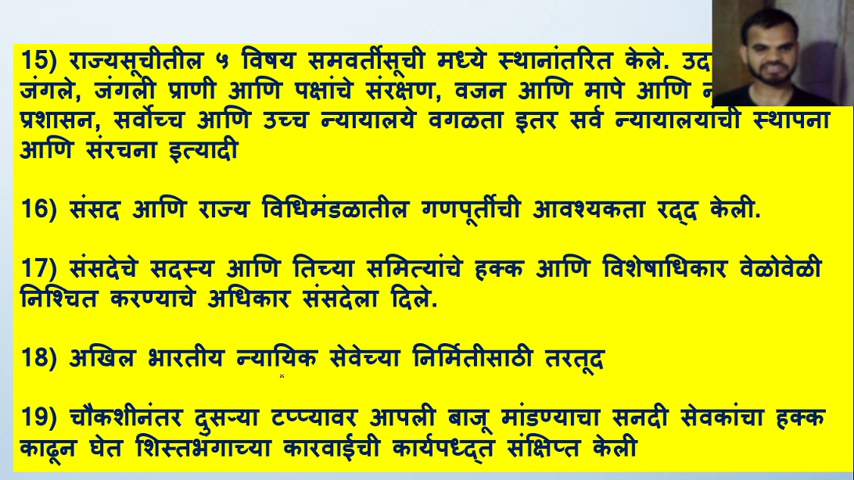 15) राज्यसूचीतील ५ विषय समवर्तीसूची मध्ये स्थानांतरित केले.
जंगले, जंगली प्राणी आणि पक्षांचे संरक्षण, वजन आणि मापे आणि
प्रशासन, सर्वोच्च आणि उच्च न्यायालये वगळता इतर सर्व न्यायालयांची स्थापना
आणि संरचना इत्यादी
16) संसद आणि राज्य विधिमंडळातील गणपूर्तीची आवश्यकता रद्द केली.
17) संसदेचे सदस्य आणि तिच्या समित्यांचे हक्क आणि विशेषाधिकार वेळोवेळी
निश्चित करण्याचे अधिकार संसदेला दिले.
18) अखिल भारतीय न्यायिक सेवेच्या निर्मितीसाठी तरतूद
19) चौकशीनंतर दुसऱ्या टप्प्यावर आपली बाजू मांडण्याचा सनदी सेवकांचा हक्क
काढून घेत शिस्तभंगाच्या कारवाईची कार्यपध्द्त संक्षिप्त केली